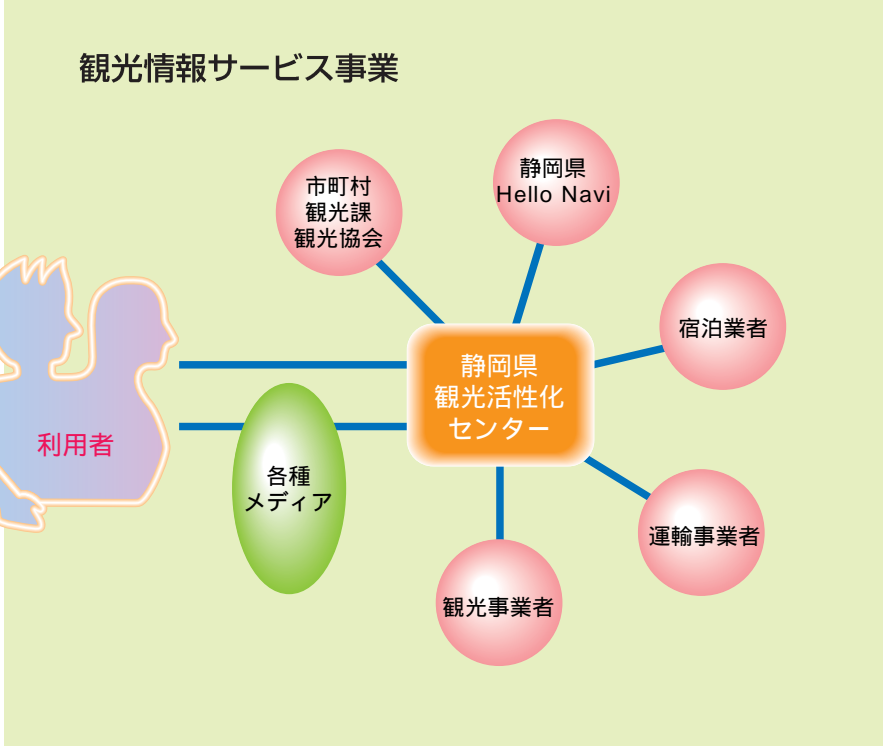 観光情報サービス事業
市町村
観光課
観光協会
静岡県
Hello Navi
宿泊業者
静岡県
観光活性化
センター
利用者
各種
メディア
運輸事業者
観光事業者